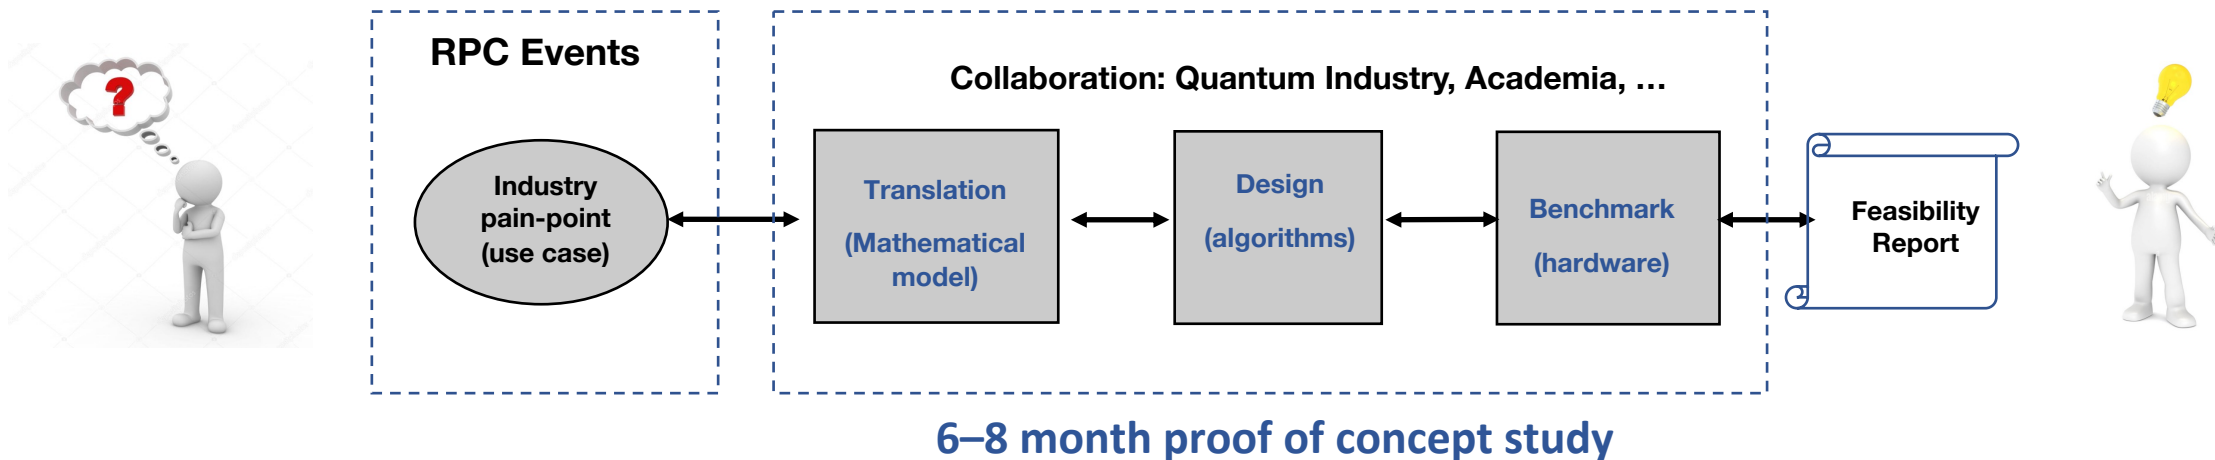 RPC Events
Collaboration: Quantum Industry, Academia, …
?
Industry
pain-point
(use case)
Translation
(Mathematical
model)
Design
(algorithms)
Benchmark
(hardware)
Feasibility
Report
6–8 month proof of concept study